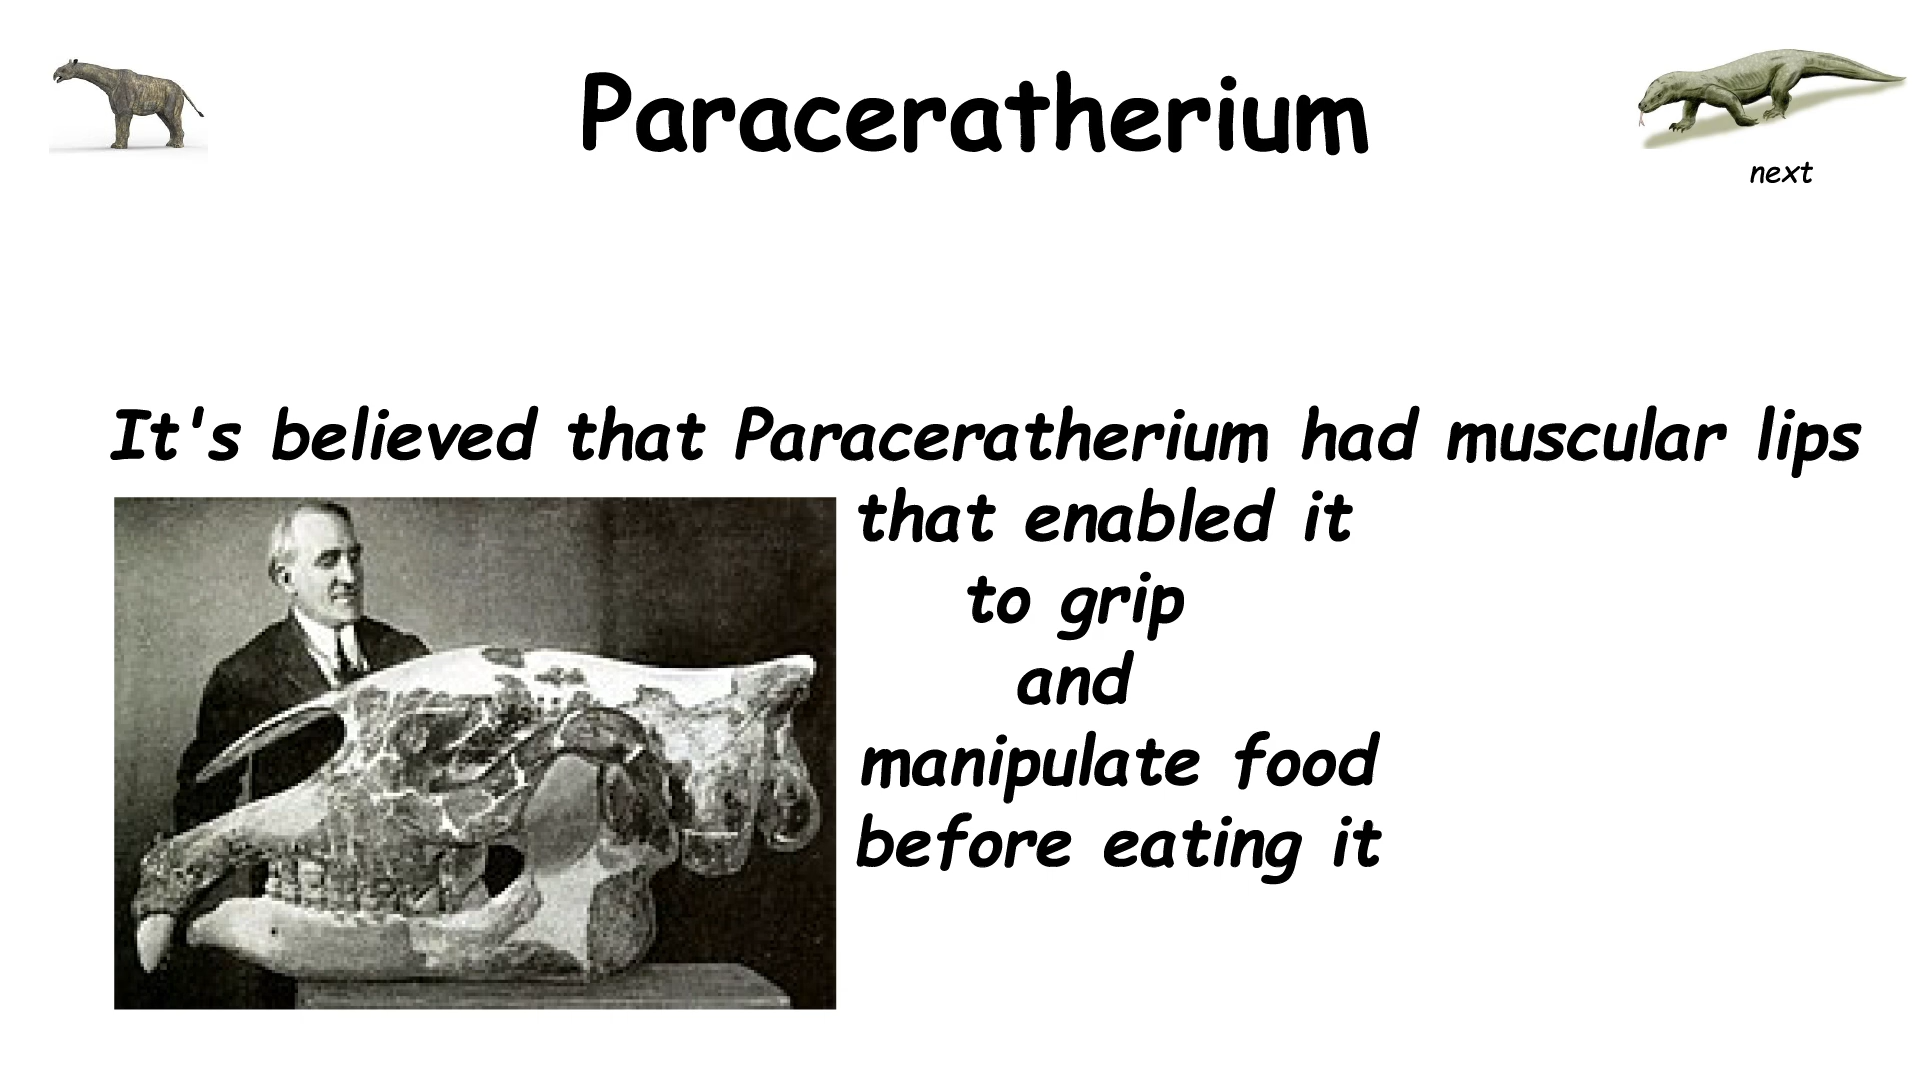 Paraceratherium
next
It's believed that Paraceratherium had muscular lips
that enabled it
to grip
and
manipulate food
before eating it